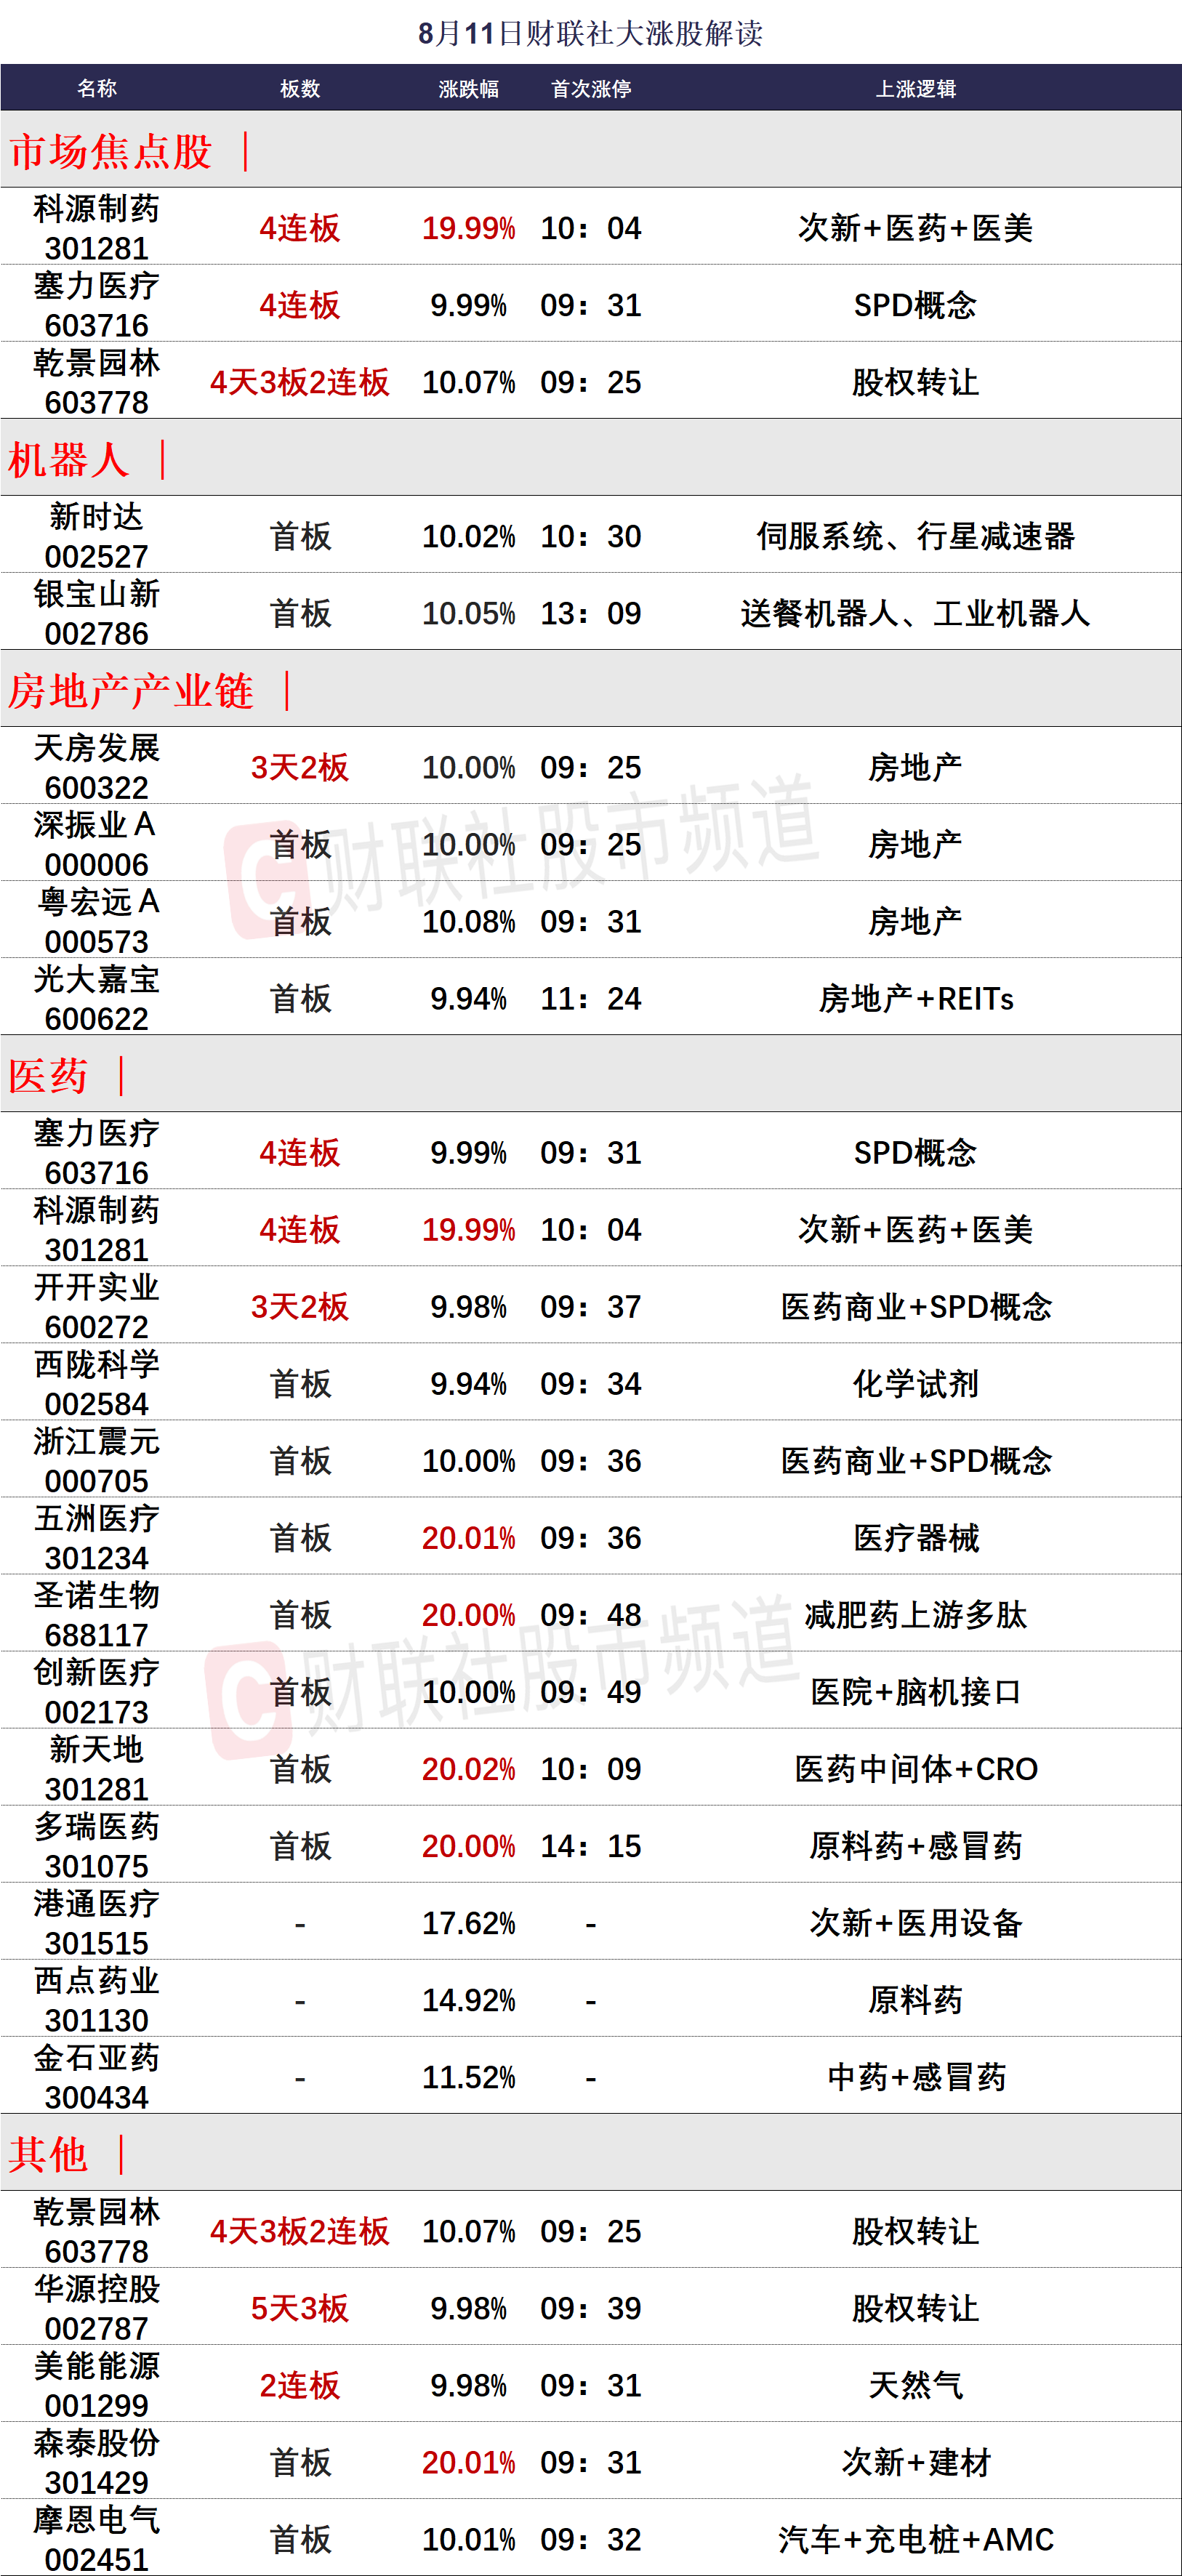 8月11日财联社大涨股解读
名称 板数 涨跌幅 首次涨停 上涨逻辑
市场焦点股 ｜
科源制药
301281 4连板 19.99% 10：04 次新+医药+医美
塞力医疗
603716 4连板 9.99% 09：31 SPD概念
乾景园林
603778 4天3板2连板 10.07% 09：25 股权转让
机器人 ｜
新时达
002527 首板 10.02% 10：30 伺服系统、行星减速器
银宝山新
002786 首板 10.05% 13：09 送餐机器人、工业机器人
房地产产业链 ｜
天房发展
600322 3天2板 10.00% 09：25 房地产
深振业Ａ
000006 首板 10.00% 09：25 房地产
粤宏远Ａ
000573 首板 10.08% 09：31 房地产
光大嘉宝
600622 首板 9.94% 11：24 房地产+REITs
财联社股市频道
医药 ｜
塞力医疗
603716 4连板 9.99% 09：31 SPD概念
科源制药
301281 4连板 19.99% 10：04 次新+医药+医美
开开实业
600272 3天2板 9.98% 09：37 医药商业+SPD概念
西陇科学
002584 首板 9.94% 09：34 化学试剂
浙江震元
000705 首板 10.00% 09：36 医药商业+SPD概念
五洲医疗
301234 首板 20.01% 09：36 医疗器械
圣诺生物
688117 首板 20.00% 09：48 减肥药上游多肽
创新医疗
002173 首板 10.00% 09：49 医院+脑机接口
财联社股市频道
新天地
301281 首板 20.02% 10：09 医药中间体+CRO
多瑞医药
301075 首板 20.00% 14：15 原料药+感冒药
港通医疗
301515 - 17.62% - 次新+医用设备
西点药业
301130 - 14.92% - 原料药
金石亚药
300434 - 11.52% - 中药+感冒药
其他 ｜
乾景园林
603778 4天3板2连板 10.07% 09：25 股权转让
华源控股
002787 5天3板 9.98% 09：39 股权转让
美能能源
001299 2连板 9.98% 09：31 天然气
森泰股份
301429 首板 20.01% 09：31 次新+建材
摩恩电气
002451 首板 10.01% 09：32 汽车+充电桩+AMC